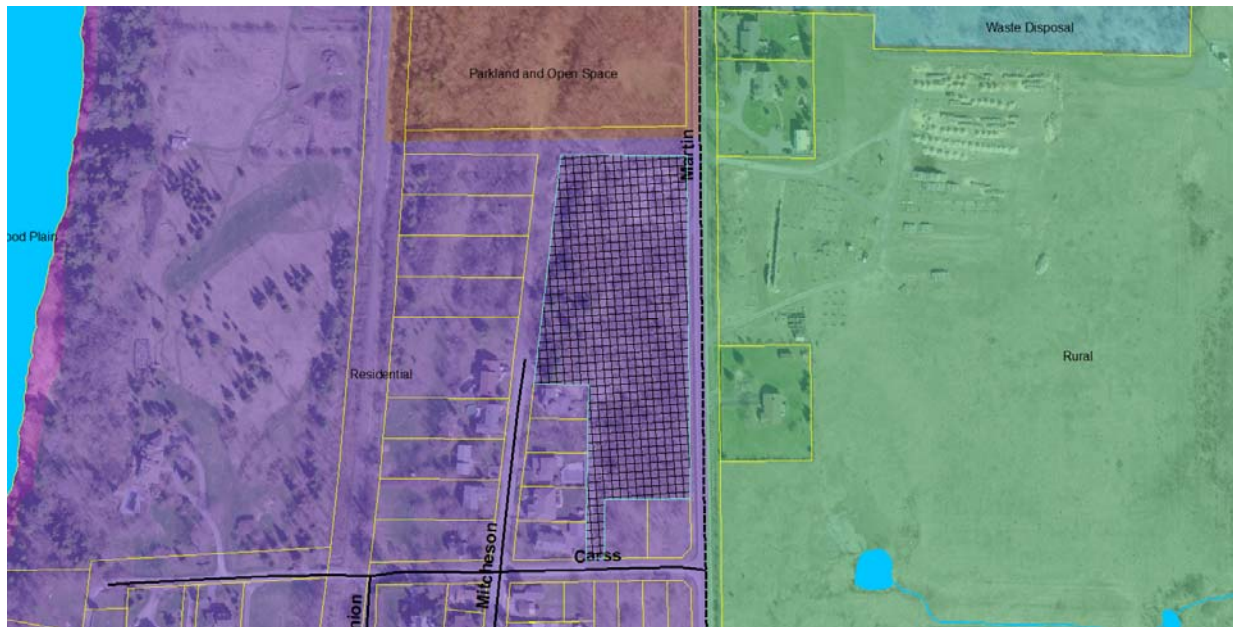 Waste Disposal
Parkland and Open Space
Martin
ood Plain
Rural
Residential
Mitcheson
Carss
nion